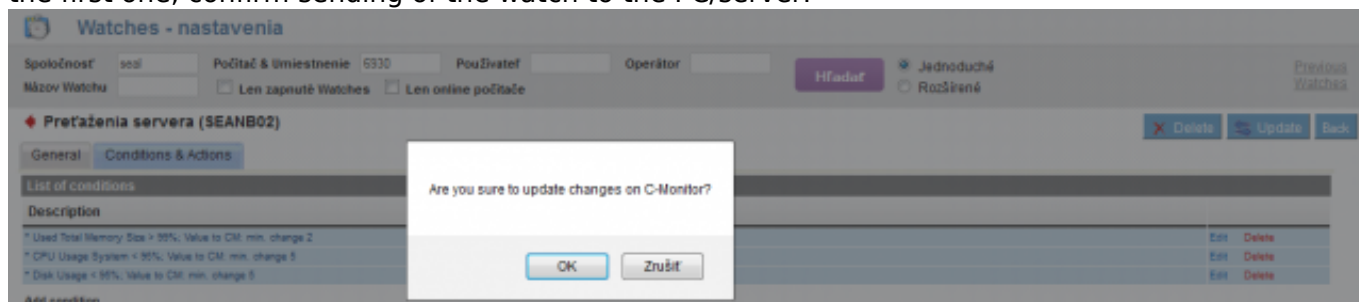 the first one, confirm sending of the watch to the PC/server.
Watches - nastavenia
Spoločnosť seal Počítač & Umiestnenie 6930 Používateľ Operátor Hľadať Jednoduché Previous
Názov Watchu Len zapnuté Watches Len online počítače Rozšírené Watches
Preťaženia servera (SEANB02) Delete Update Back
General Conditions & Actions
List of conditions
Description
* Used Total Memory Size > 99%; Value to CM: min. change 2 Edit Delete
* CPU Usage System < 95%; Value to CM: min. change 5 Edit Delete
* Disk Usage < 95%; Value to CM: min. change 5 Edit Delete
Add condition
Are you sure to update changes on C-Monitor?
OK Zrušiť